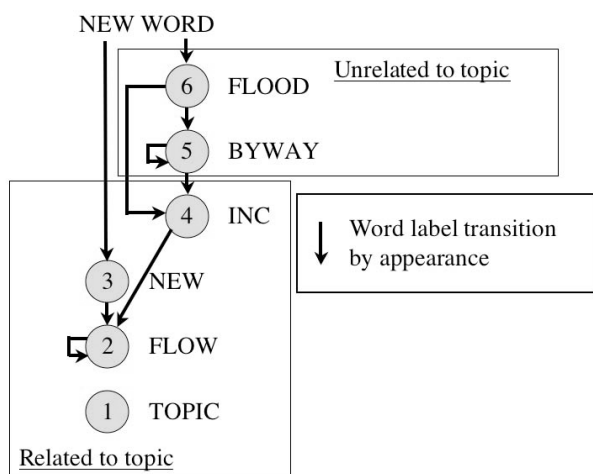 NEW WORD
Unrelated to topic
6 FLOOD
5 BYWAY
4 INC
Word label transition
by appearance
3 NEW
2 FLOW
1 TOPIC
Related to topic